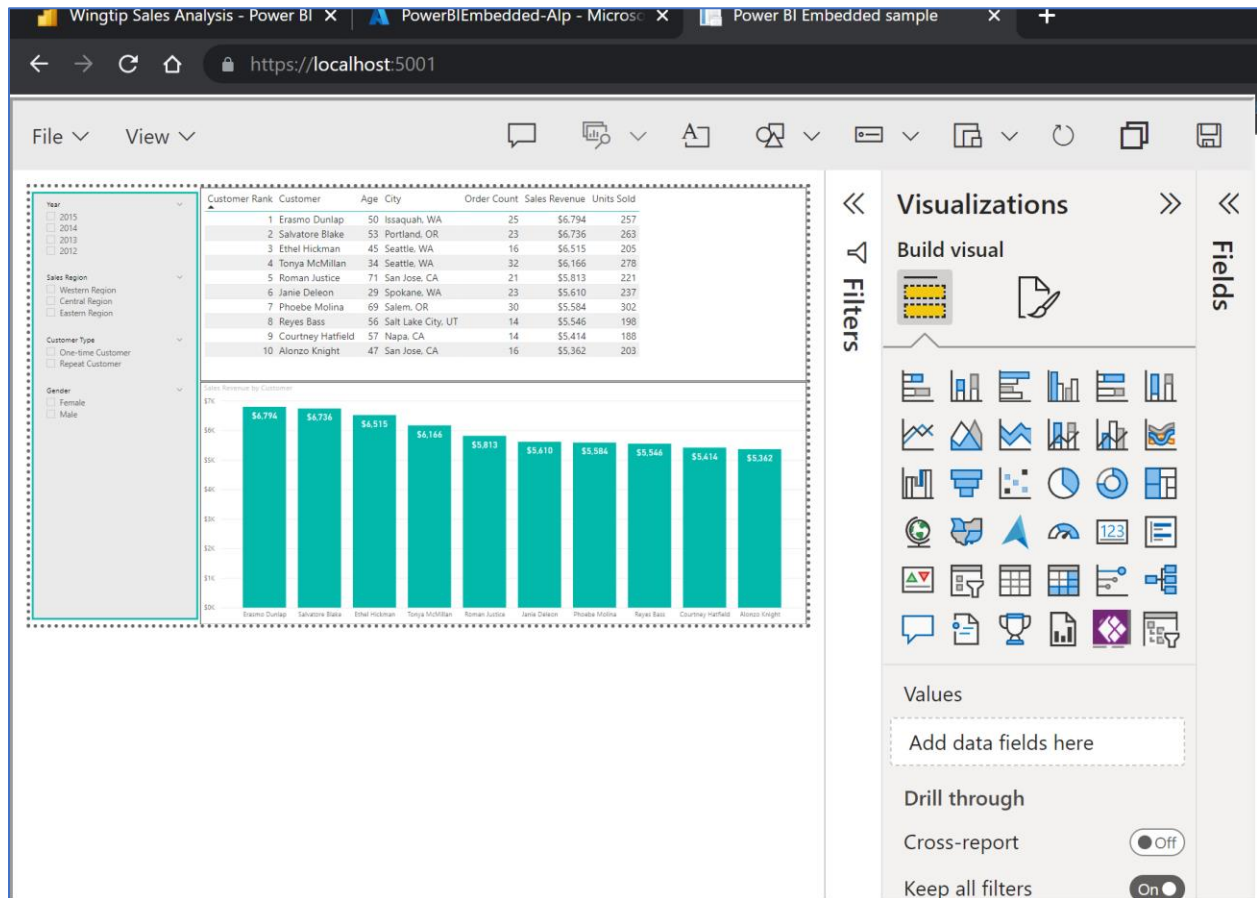 Wingtip Sales Analysis - Power BI
PowerBIEmbedded-Alp - Microsc
Power BI Embedded sample
https://localhost:5001
File
View
Year
2015
2014
2013
2012
Sales Region
Western Region
Central Region
Eastern Region
Customer Type
One-time Customer
Repeat Customer
Gender
Female
Male
Customer Rank Customer Age City Order Count Sales Revenue Units Sold
1 Erasmo Dunlap 50 Issaquah, WA 25 $6,794 257
2 Salvatore Blake 53 Portland, OR 23 $6,736 263
3 Ethel Hickman 45 Seattle, WA 16 $6,515 205
4 Tonya McMillan 34 Seattle, WA 32 $6,166 278
5 Roman Justice 71 San Jose, CA 21 $5,813 221
6 Janie Deleon 29 Spokane, WA 23 $5,610 237
7 Phoebe Molina 69 Salem, OR 30 $5,584 302
8 Reyes Bass 56 Salt Lake City, UT 14 $5,546 198
9 Courtney Hatfield 57 Napa, CA 14 $5,414 188
10 Alonzo Knight 47 San Jose, CA 16 $5,362 203
Sales Revenue by Customer
$7K
$6K
$5K
$4K
$3K
$2K
$1K
$0K
$6,794 $6,736 $6,515 $6,166 $5,813 $5,610 $5,584 $5,546 $5,414 $5,362
Erasmo Dunlap Salvatore Blake Ethel Hickman Tonya McMillan Roman Justice Janie Deleon Phoebe Molina Reyes Bass Courtney Hatfield Alonzo Knight
Filters
Visualizations
Build visual
123
Values
Add data fields here
Drill through
Cross-report
Off
Keep all filters
On
Fields